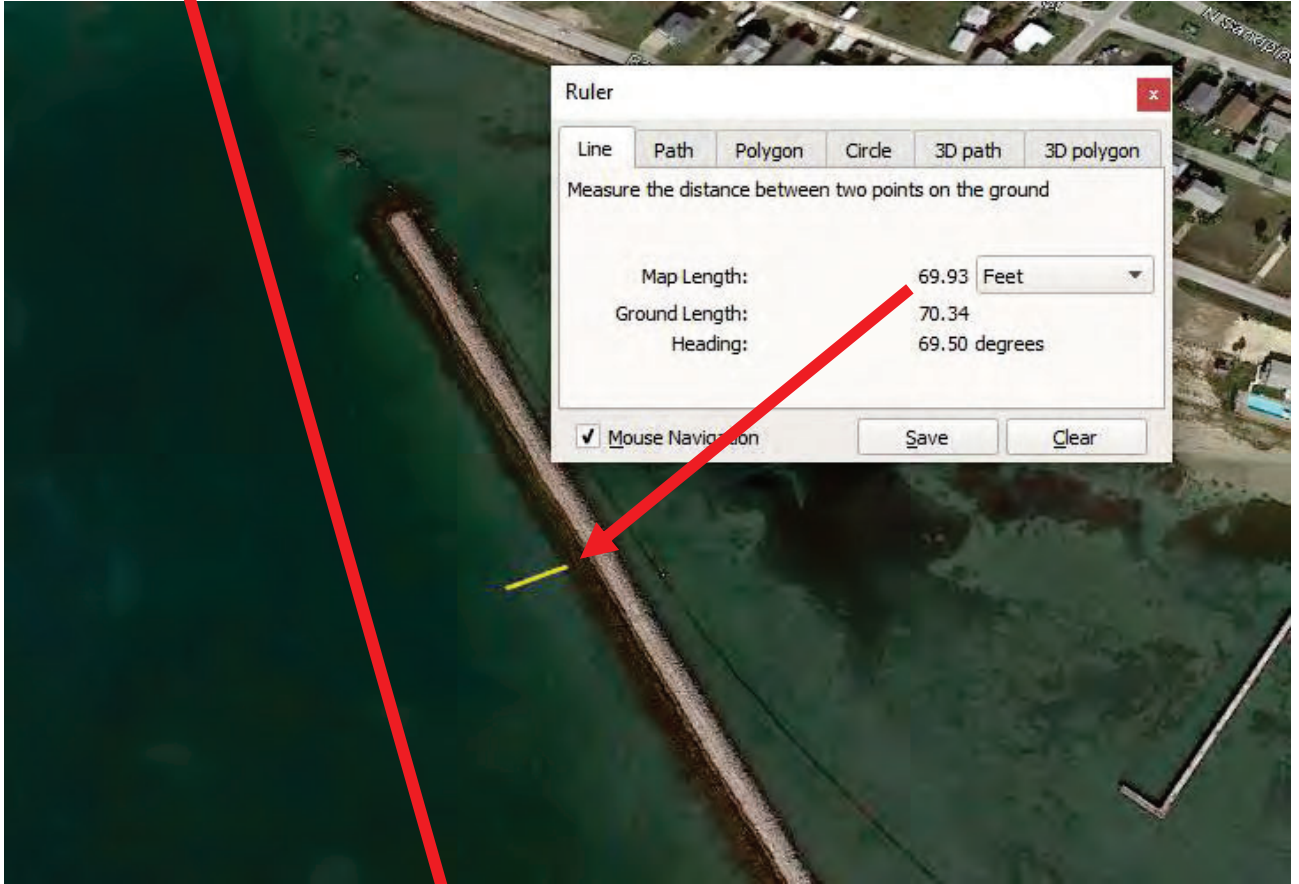 Ruler
x
Line Path Polygon Circle 3D path 3D polygon
Measure the distance between two points on the ground
Map Length: 69.93 Feet
Ground Length: 70.34
Heading: 69.50 degrees
Mouse Navigation Save Clear